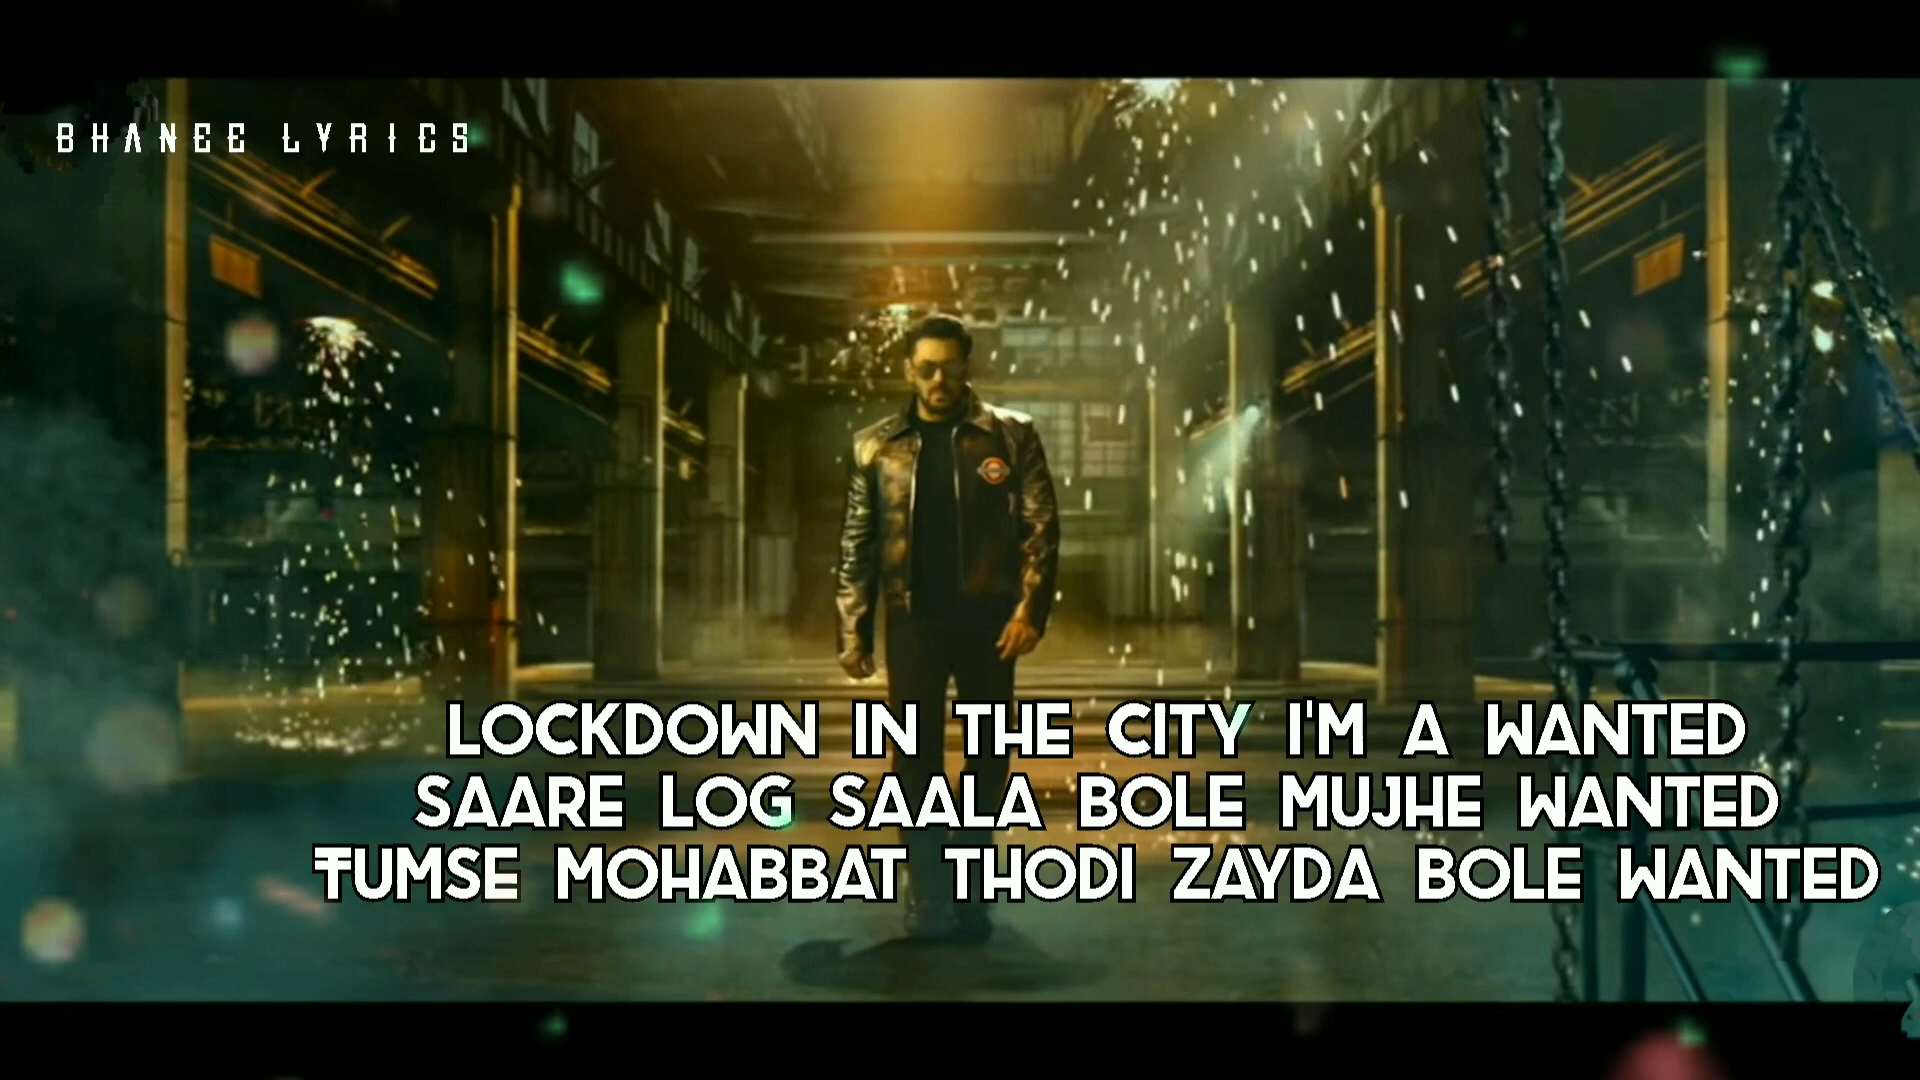 BHANEE LYRICS
LOCKDOWN IN THE CITY I'M A WANTED
SAARE LOG SAALA BOLE MUJHE WANTED
TUMSE MOHABBAT THODI ZAYDA BOLE WANTED